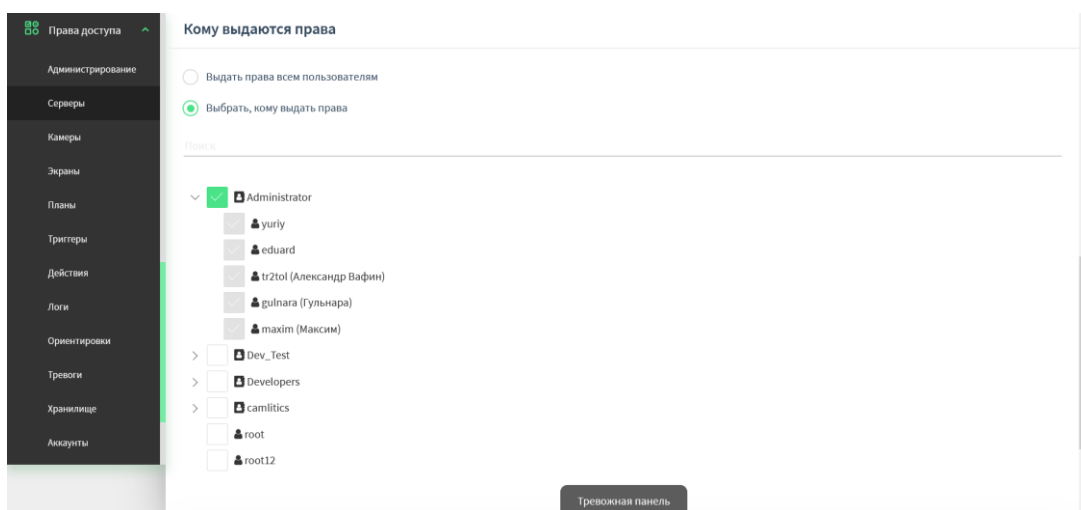 Права доступа
Администрирование
Серверы
Камеры
Экраны
Планы
Триггеры
Действия
Логи
Ориентировки
Тревоги
Хранилище
Аккаунты
Кому выдаются права
Выдать права всем пользователям
Выбрать, кому выдать права
Поиск
Administrator
yuriy
eduard
tr2tol (Александр Вафин)
gulnara (Гульнара)
maxim (Максим)
Dev_Test
Developers
camlitics
root
root12
Тревожная панель